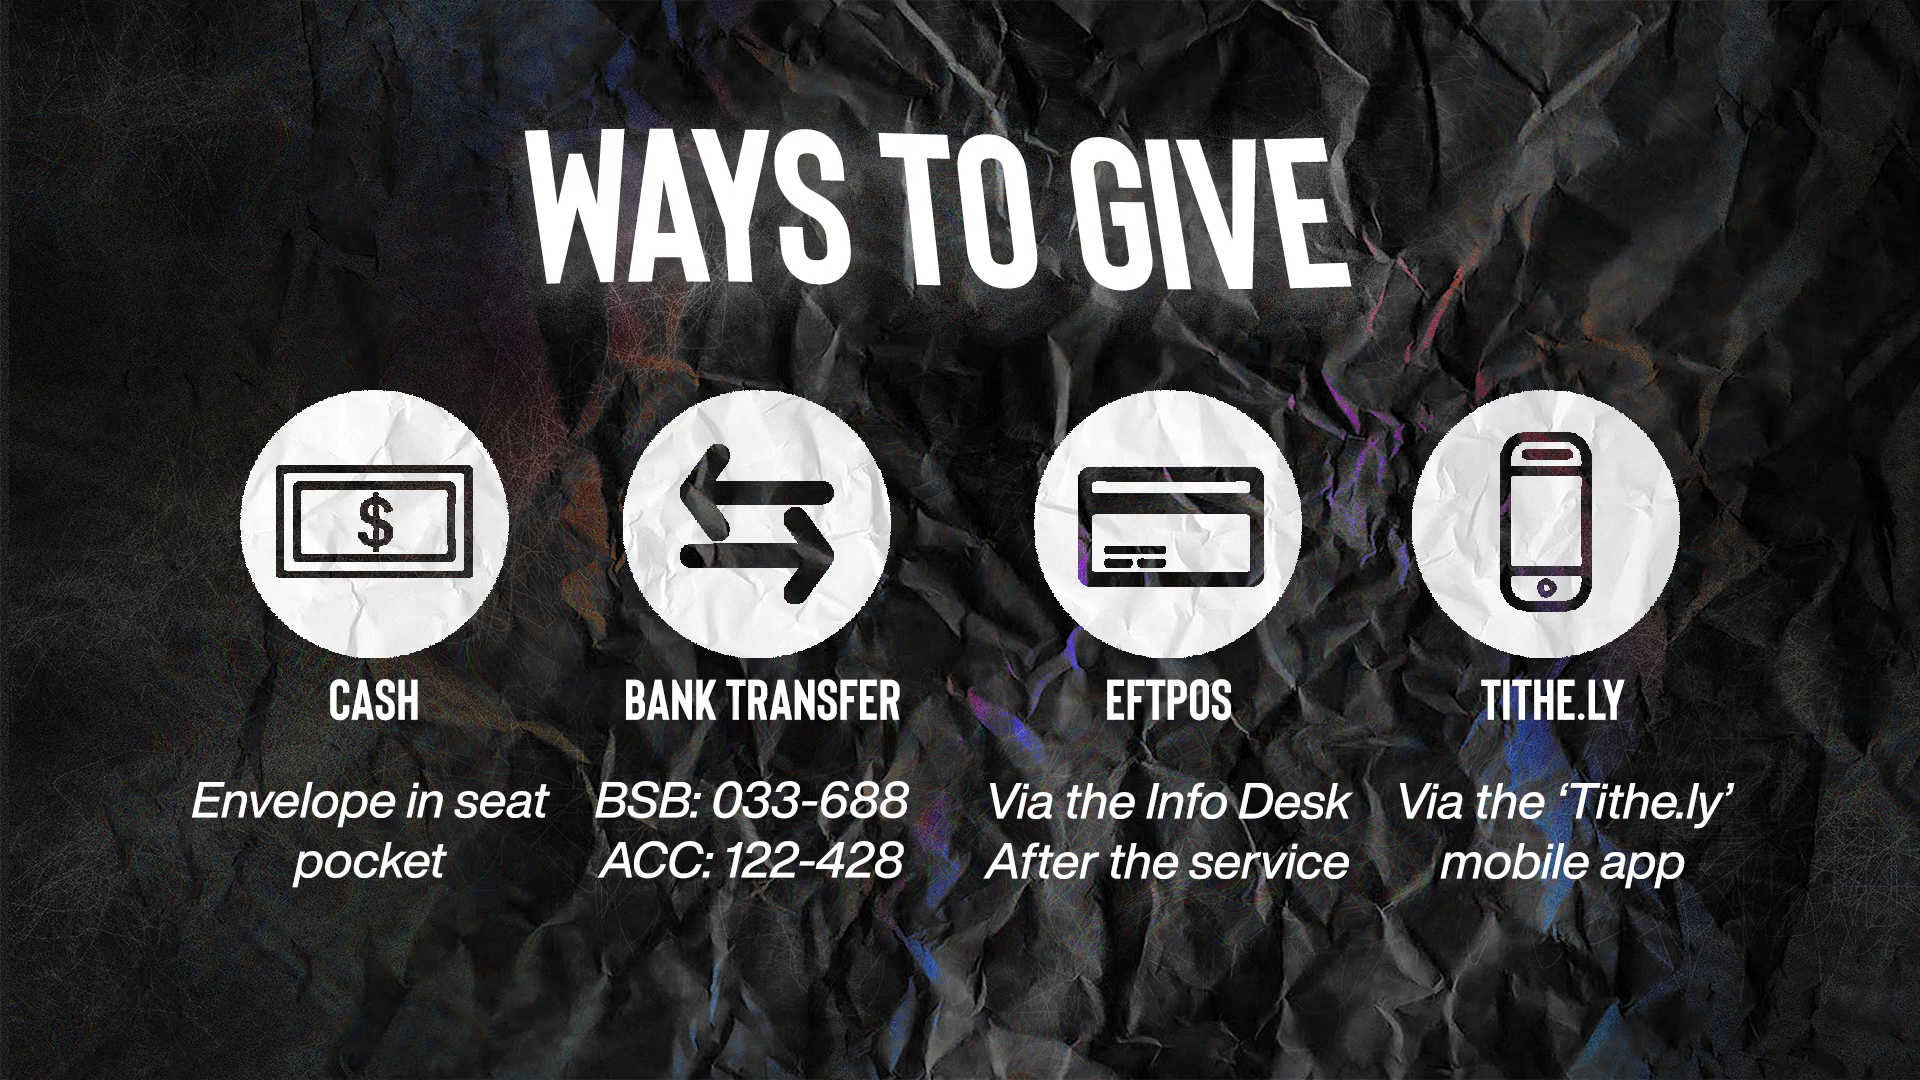 WAYS TO GIVE
$
CASH
Envelope in seat
pocket
BANK TRANSFER
BSB: 033-688
ACC: 122-428
EFTPOS
Via the Info Desk
After the service
TITHE.LY
Via the ‘Tithe.ly’
mobile app